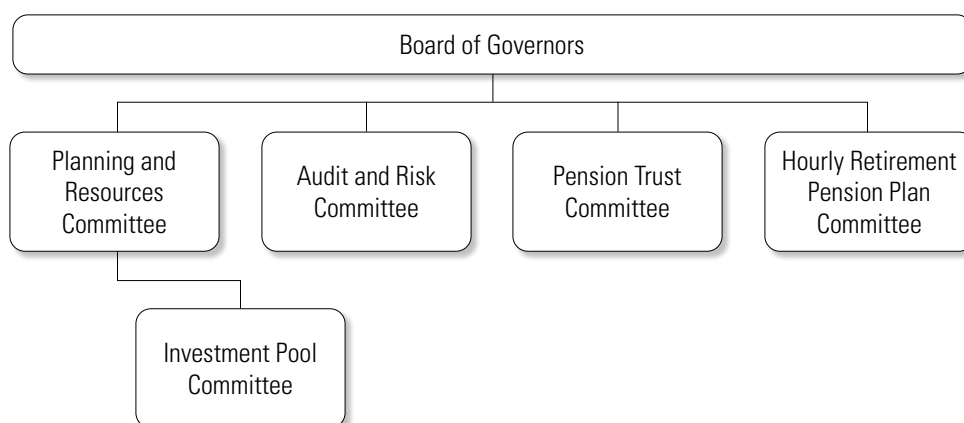 Board of Governors
Planning and
Resources
Committee
Audit and Risk
Committee
Pension Trust
Committee
Hourly Retirement
Pension Plan
Committee
Investment Pool
Committee